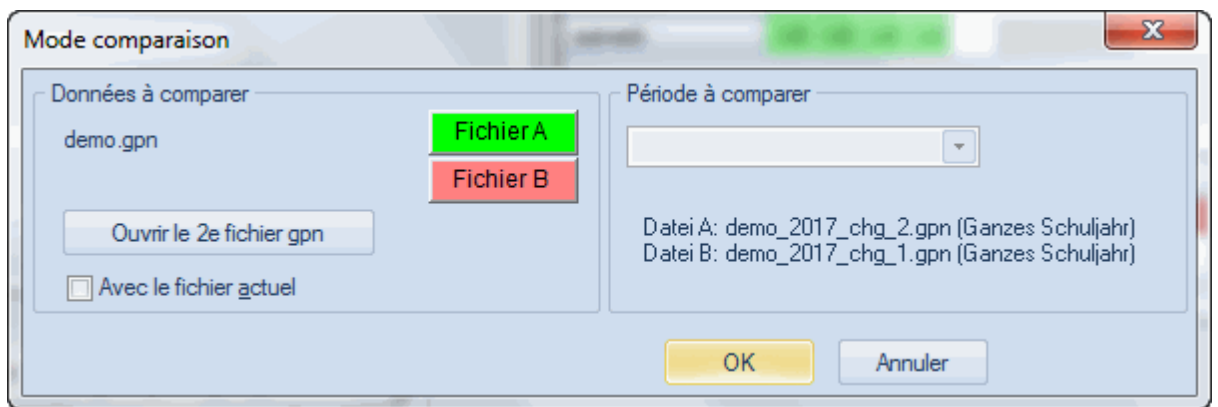 Mode comparaison
Données à comparer
demo.gpn
Fichier A
Fichier B
Ouvrir le 2e fichier gpn
Avec le fichier actuel
Période à comparer
Datei A: demo_2017_chg_2.gpn (Ganzes Schuljahr)
Datei B: demo_2017_chg_1.gpn (Ganzes Schuljahr)
OK
Annuler